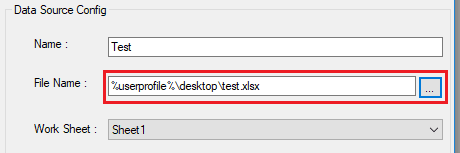 Data Source Config
Name : Test
File Name : %userprofile%\desktop\test.xlsx ...
Work Sheet : Sheet1